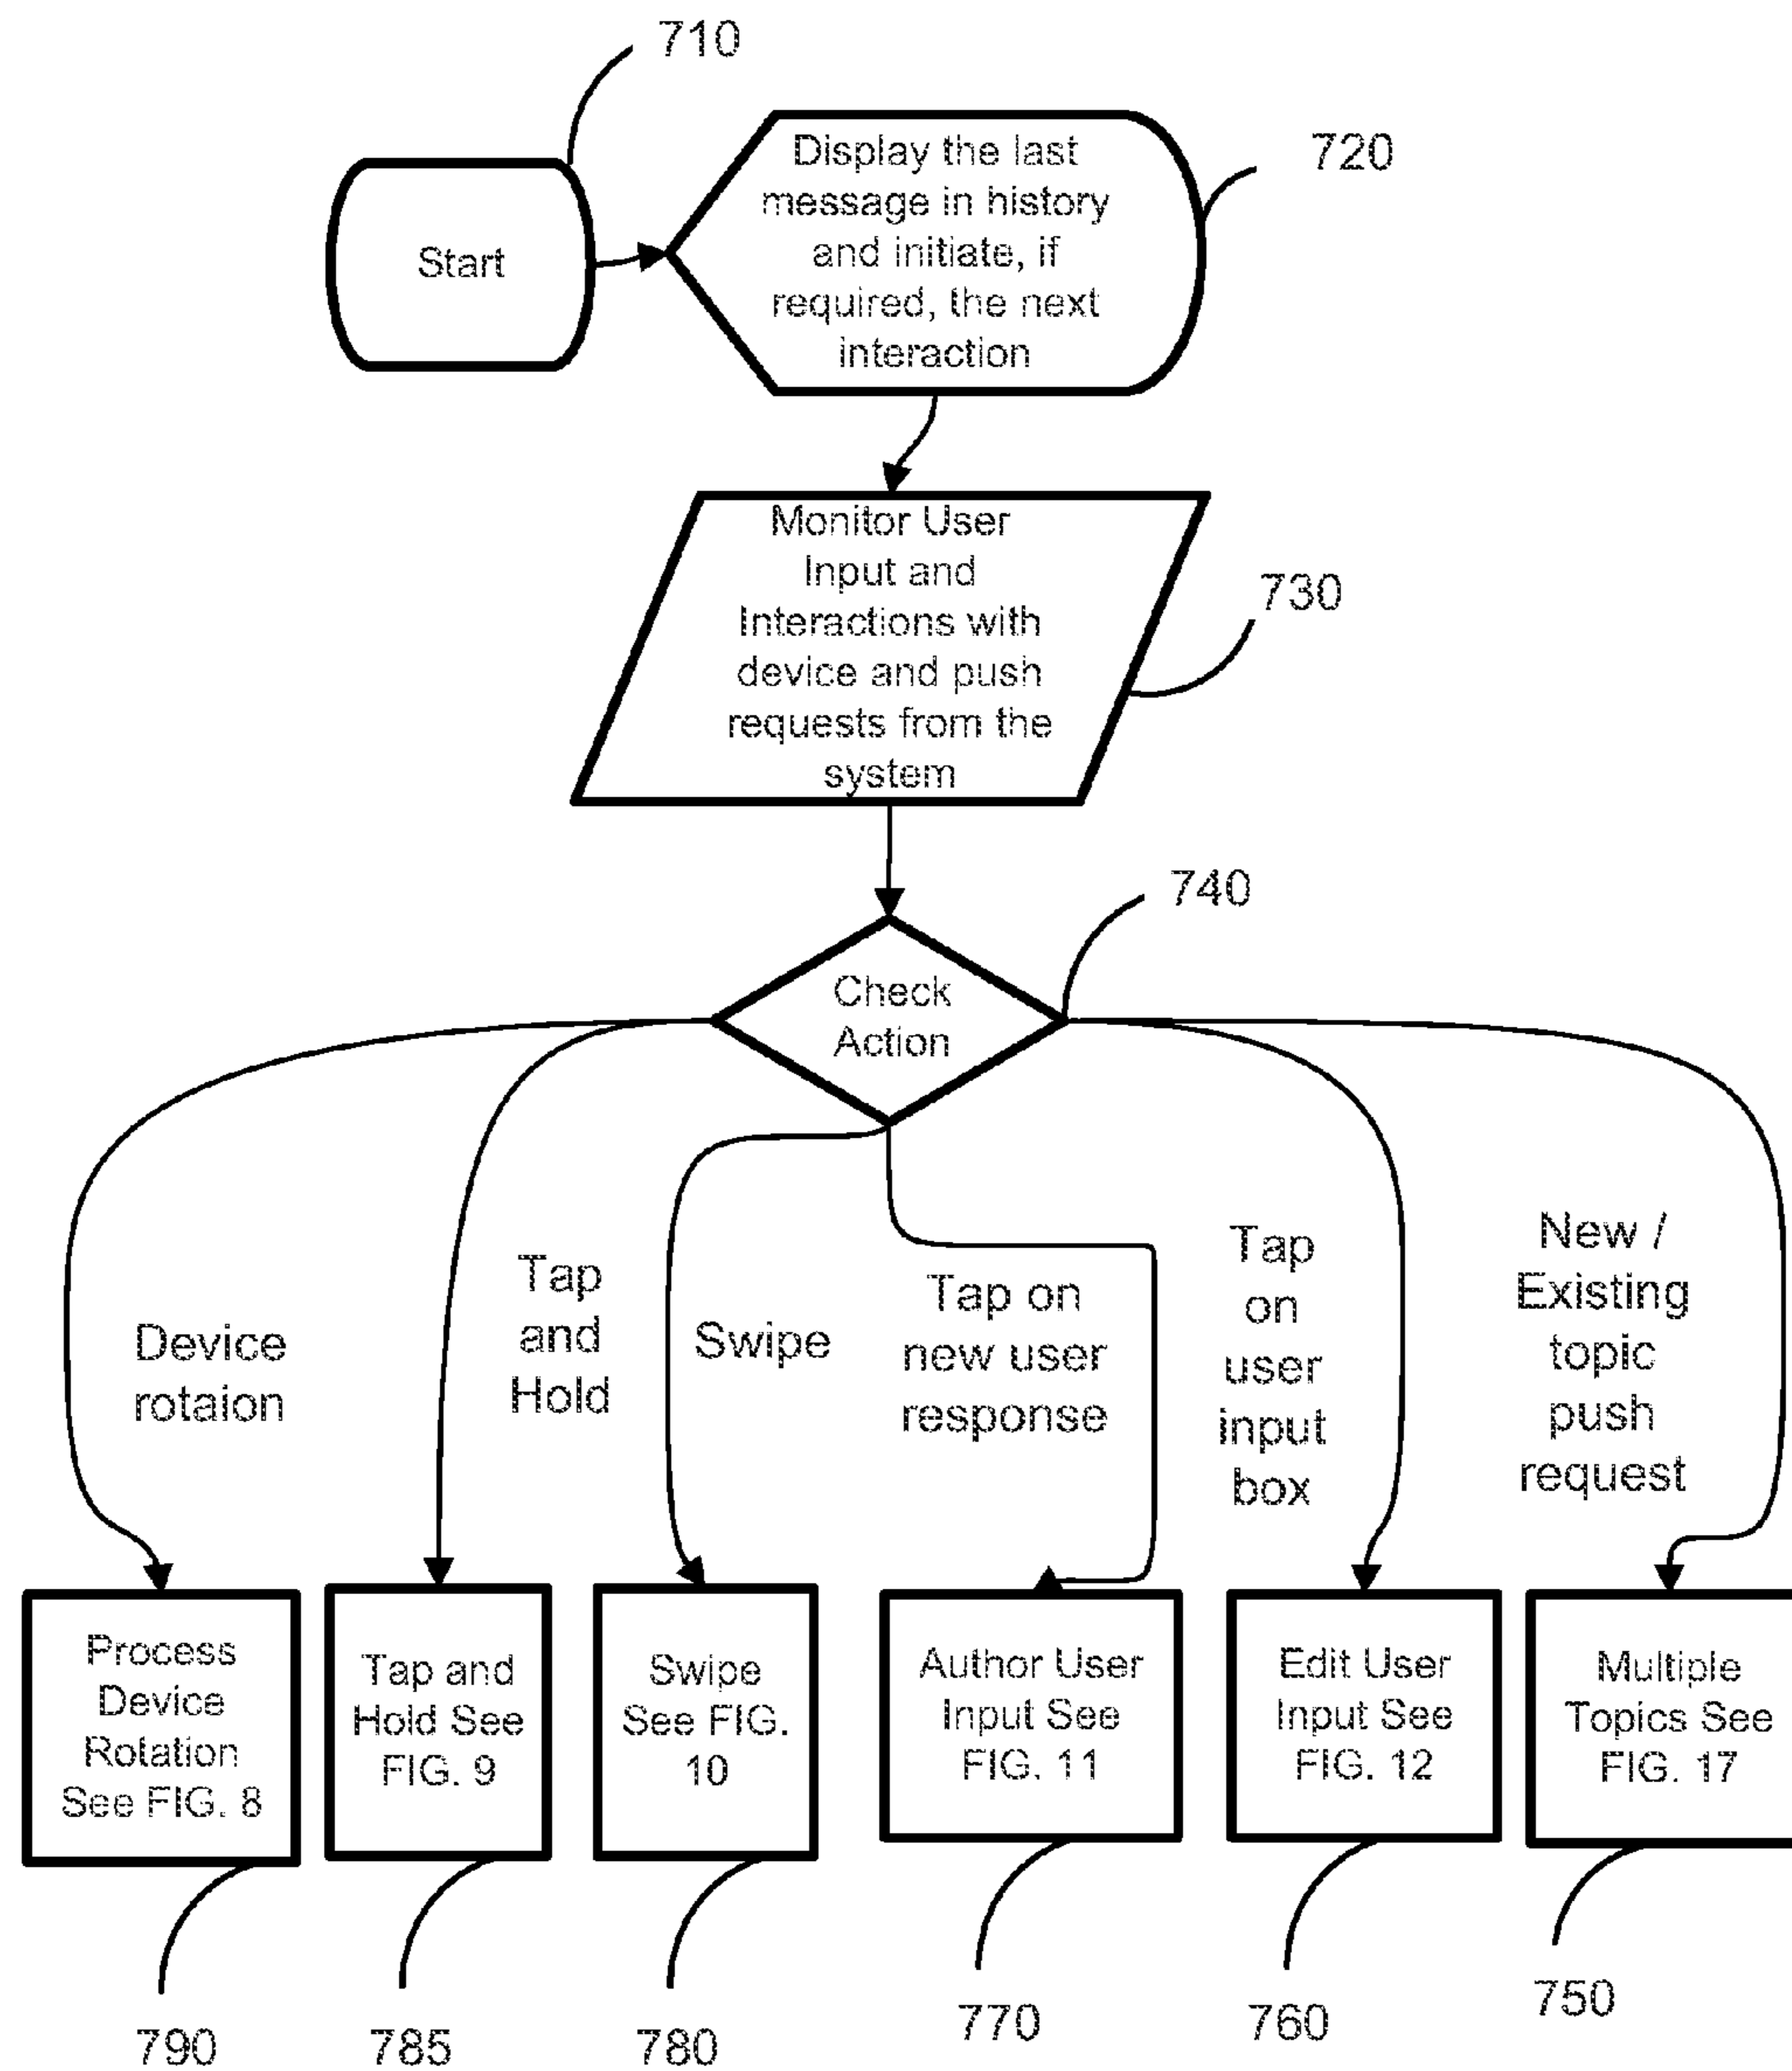 710
720
Start
Display the last
message in history
and initiate, if
required, the next
interaction
Monitor User
Input and
Interactions with
device and push
requests from the
system
730
740
Check
Action
Device
rotaion
Tap
and
Hold
Swipe
Tap on
new user
response
Tap
on
user
input
box
New /
Existing
topic
push
request
Process
Device
Rotation
See FIG. 8
Tap and
Hold See
FIG. 9
Swipe
See FIG.
10
Author User
Input See
FIG. 11
Edit User
Input See
FIG. 12
Multiple
Topics See
FIG. 17
790
785
780
770
760
750